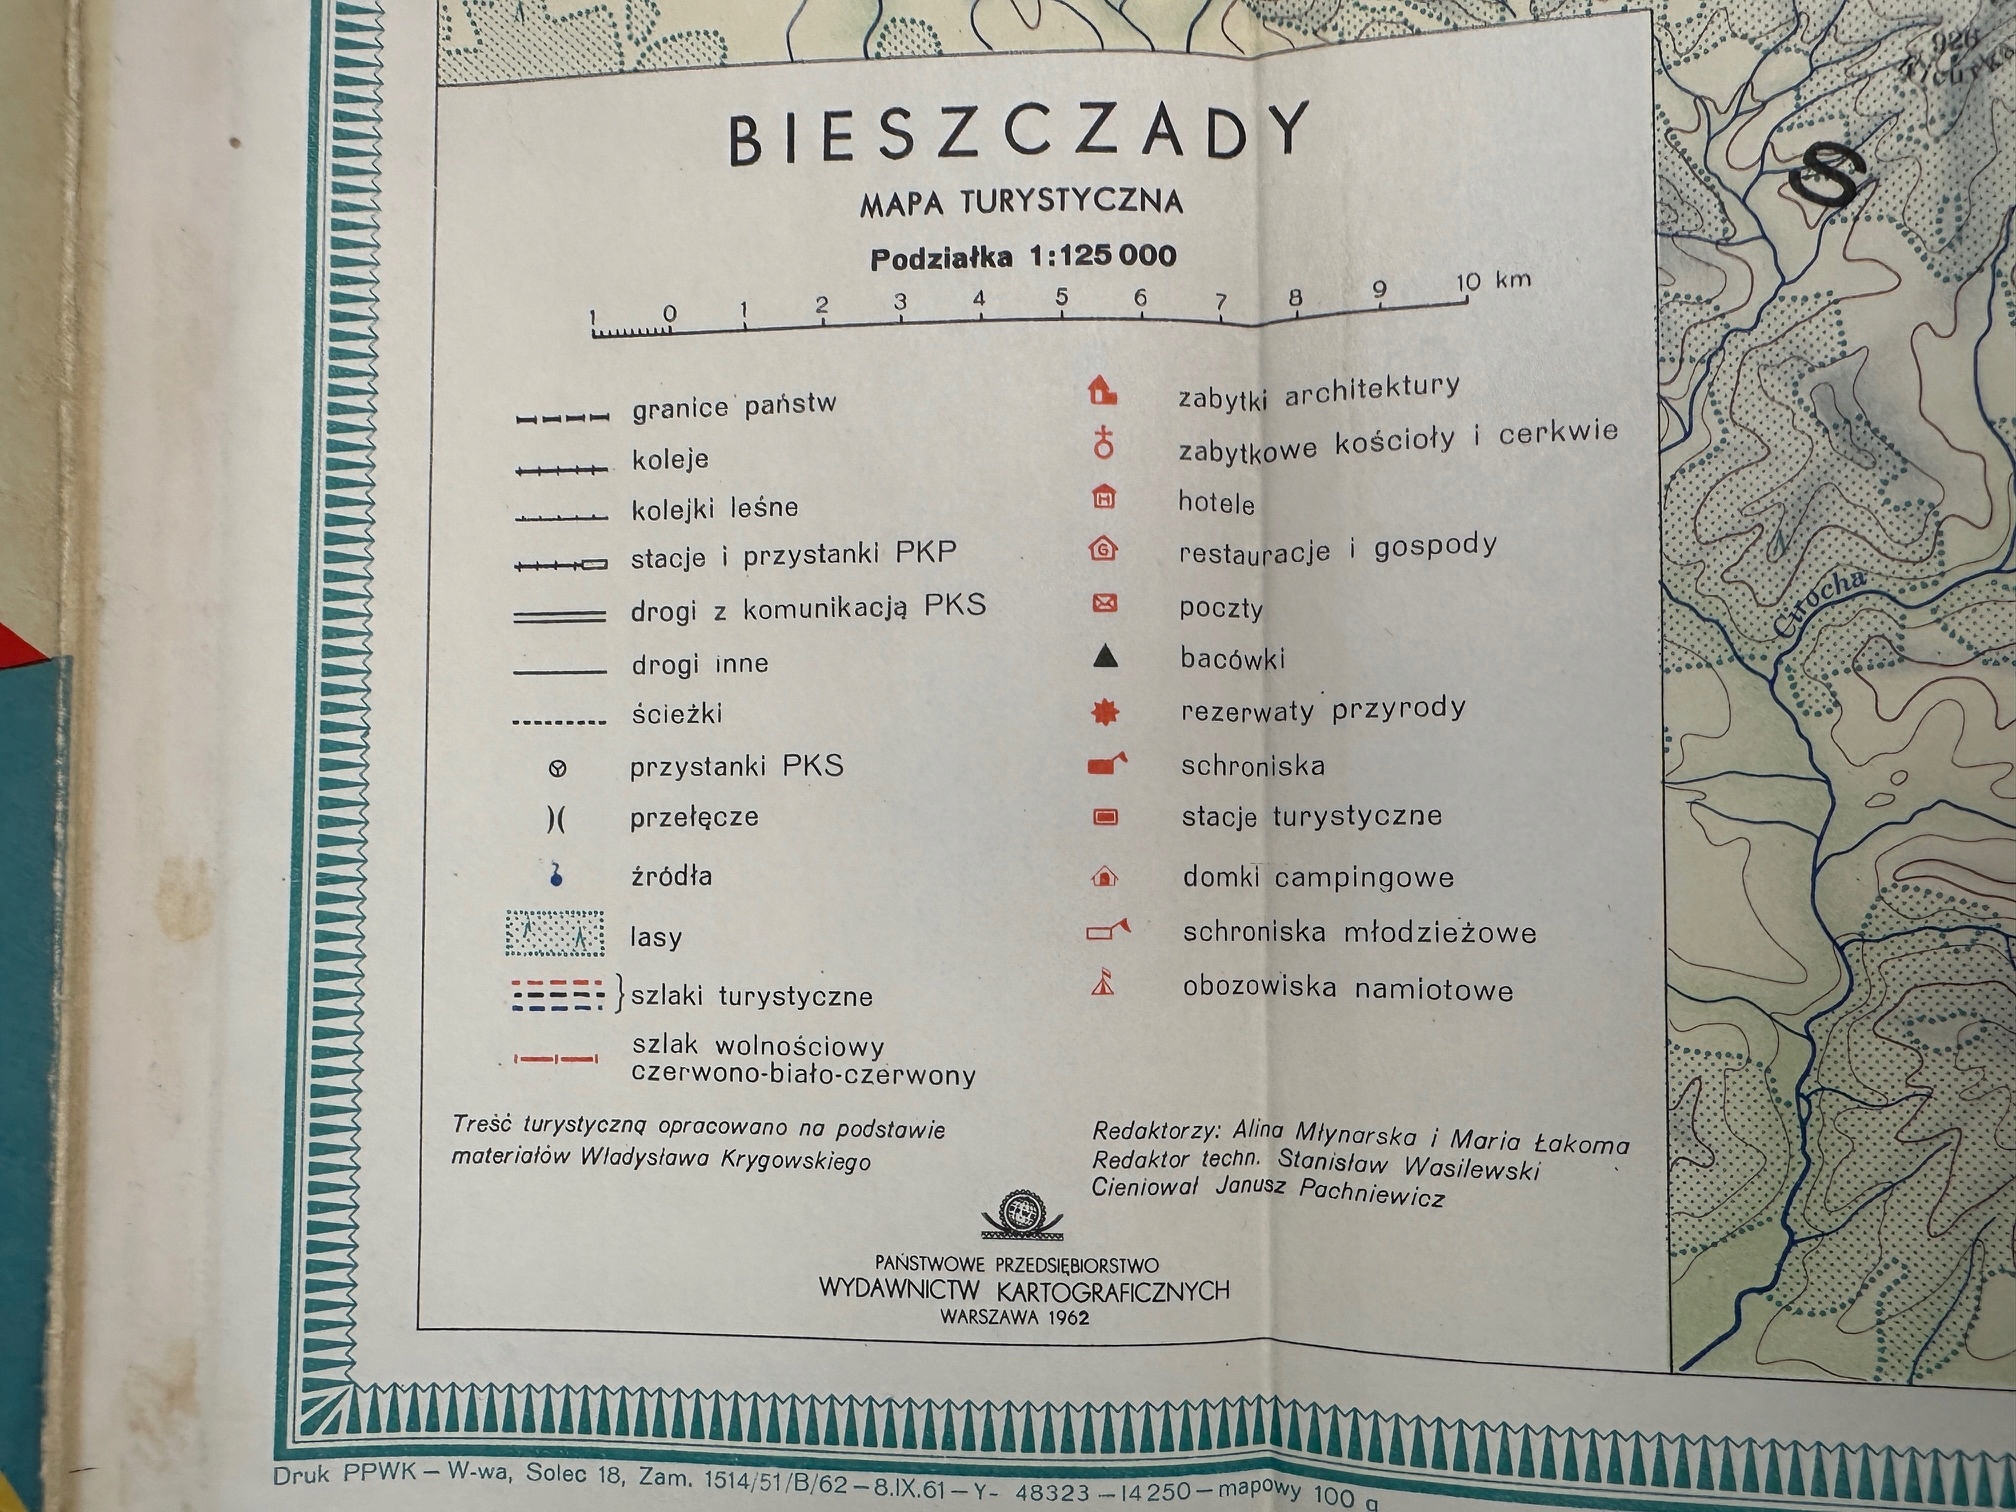 BIESZCZADY
MAPA TURYSTYCZNA
Podziałka 1:125 000
1 0 1 2 3 4 5 6 7 8 9 10 km
granice państw
koleje
kolejki leśne
stacje i przystanki PKP
drogi z komunikacją PKS
drogi inne
ścieżki
przystanki PKS
przełęcze
źródła
lasy
szlaki turystyczne
szlak wolnościowy
czerwono-biało-czerwony
zabytki architektury
zabytkowe kościoły i cerkwie
H
hotele
G
restauracje i gospody
poczty
bacówki
rezerwaty przyrody
schroniska
stacje turystyczne
domki campingowe
schroniska młodzieżowe
obozowiska namiotowe
Treść turystyczną opracowano na podstawie
materiałów Władysława Krygowskiego
Redaktorzy: Alina Młynarska i Maria Łakoma
Redaktor techn. Stanisław Wasilewski
Cieniował Janusz Pachniewicz
PAŃSTWOWE PRZEDSIĘBIORSTWO
WYDAWNICTW KARTOGRAFICZNYCH
WARSZAWA 1962
Druk PPWK — W-wa, Solec 18, Zam. 1514/51/B/62 — 8.IX.61 — Y- 48323 — 14250 — mapowy 100 g
926
S
Cirocha